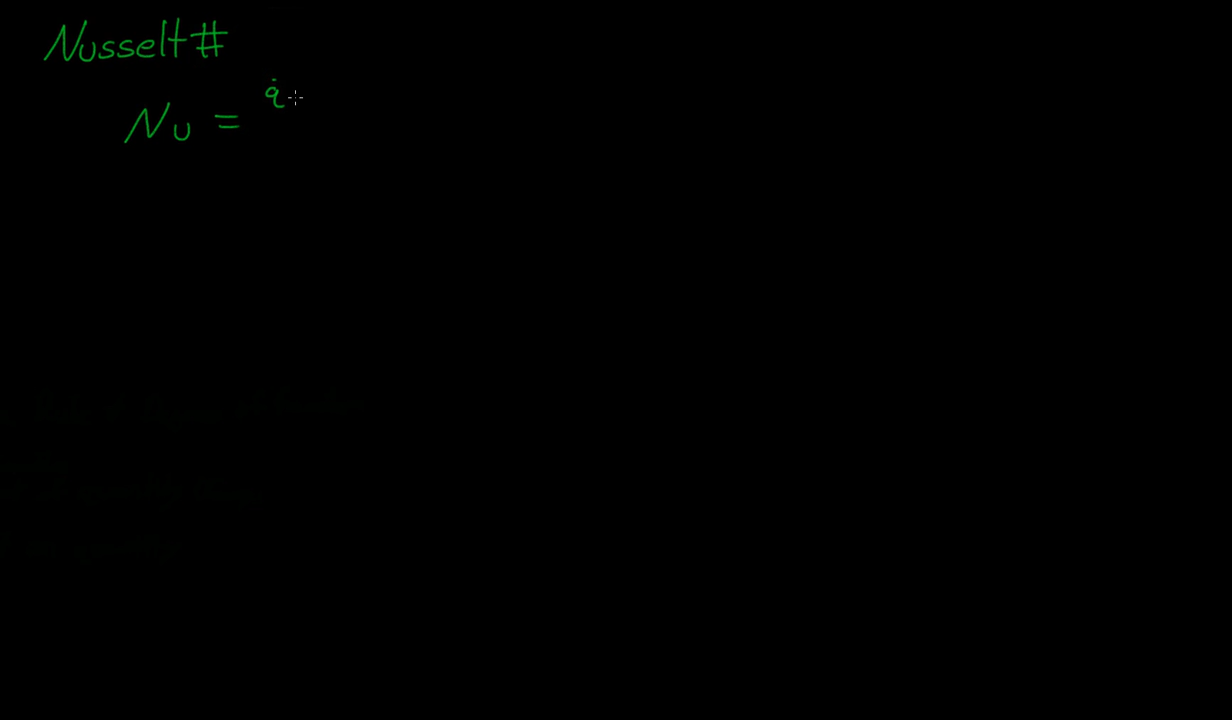 Nusselt #
Nu = q̇